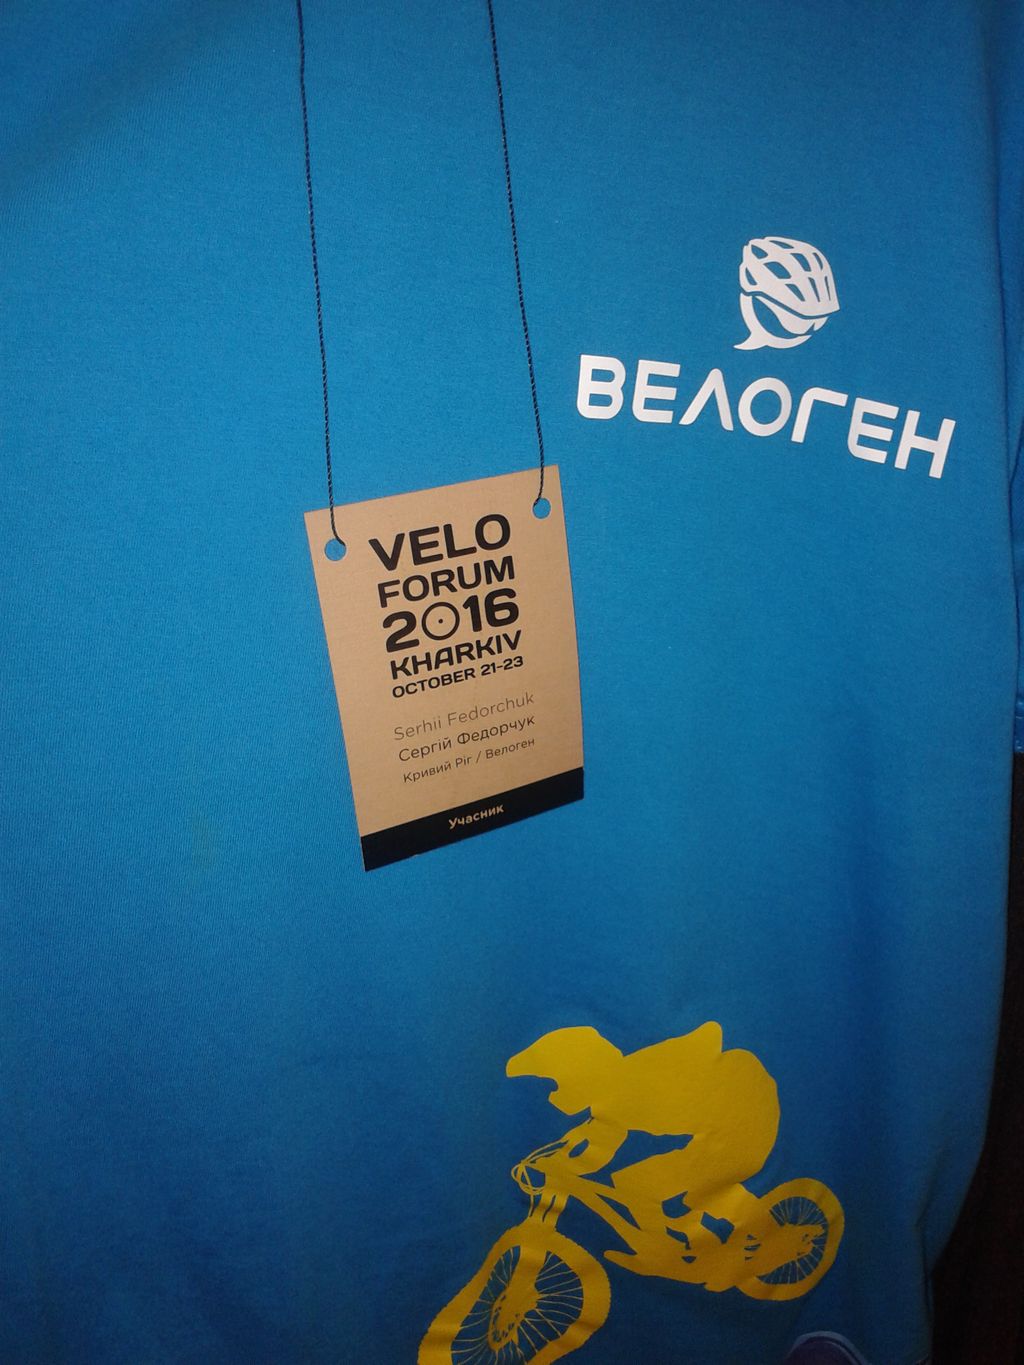 ВЕЛОГЕН
VELO
FORUM
2016
KHARKIV
OCTOBER 21-23
Serhii Fedorchuk
Сергій Федорчук
Кривий Ріг / Велоген
Учасник